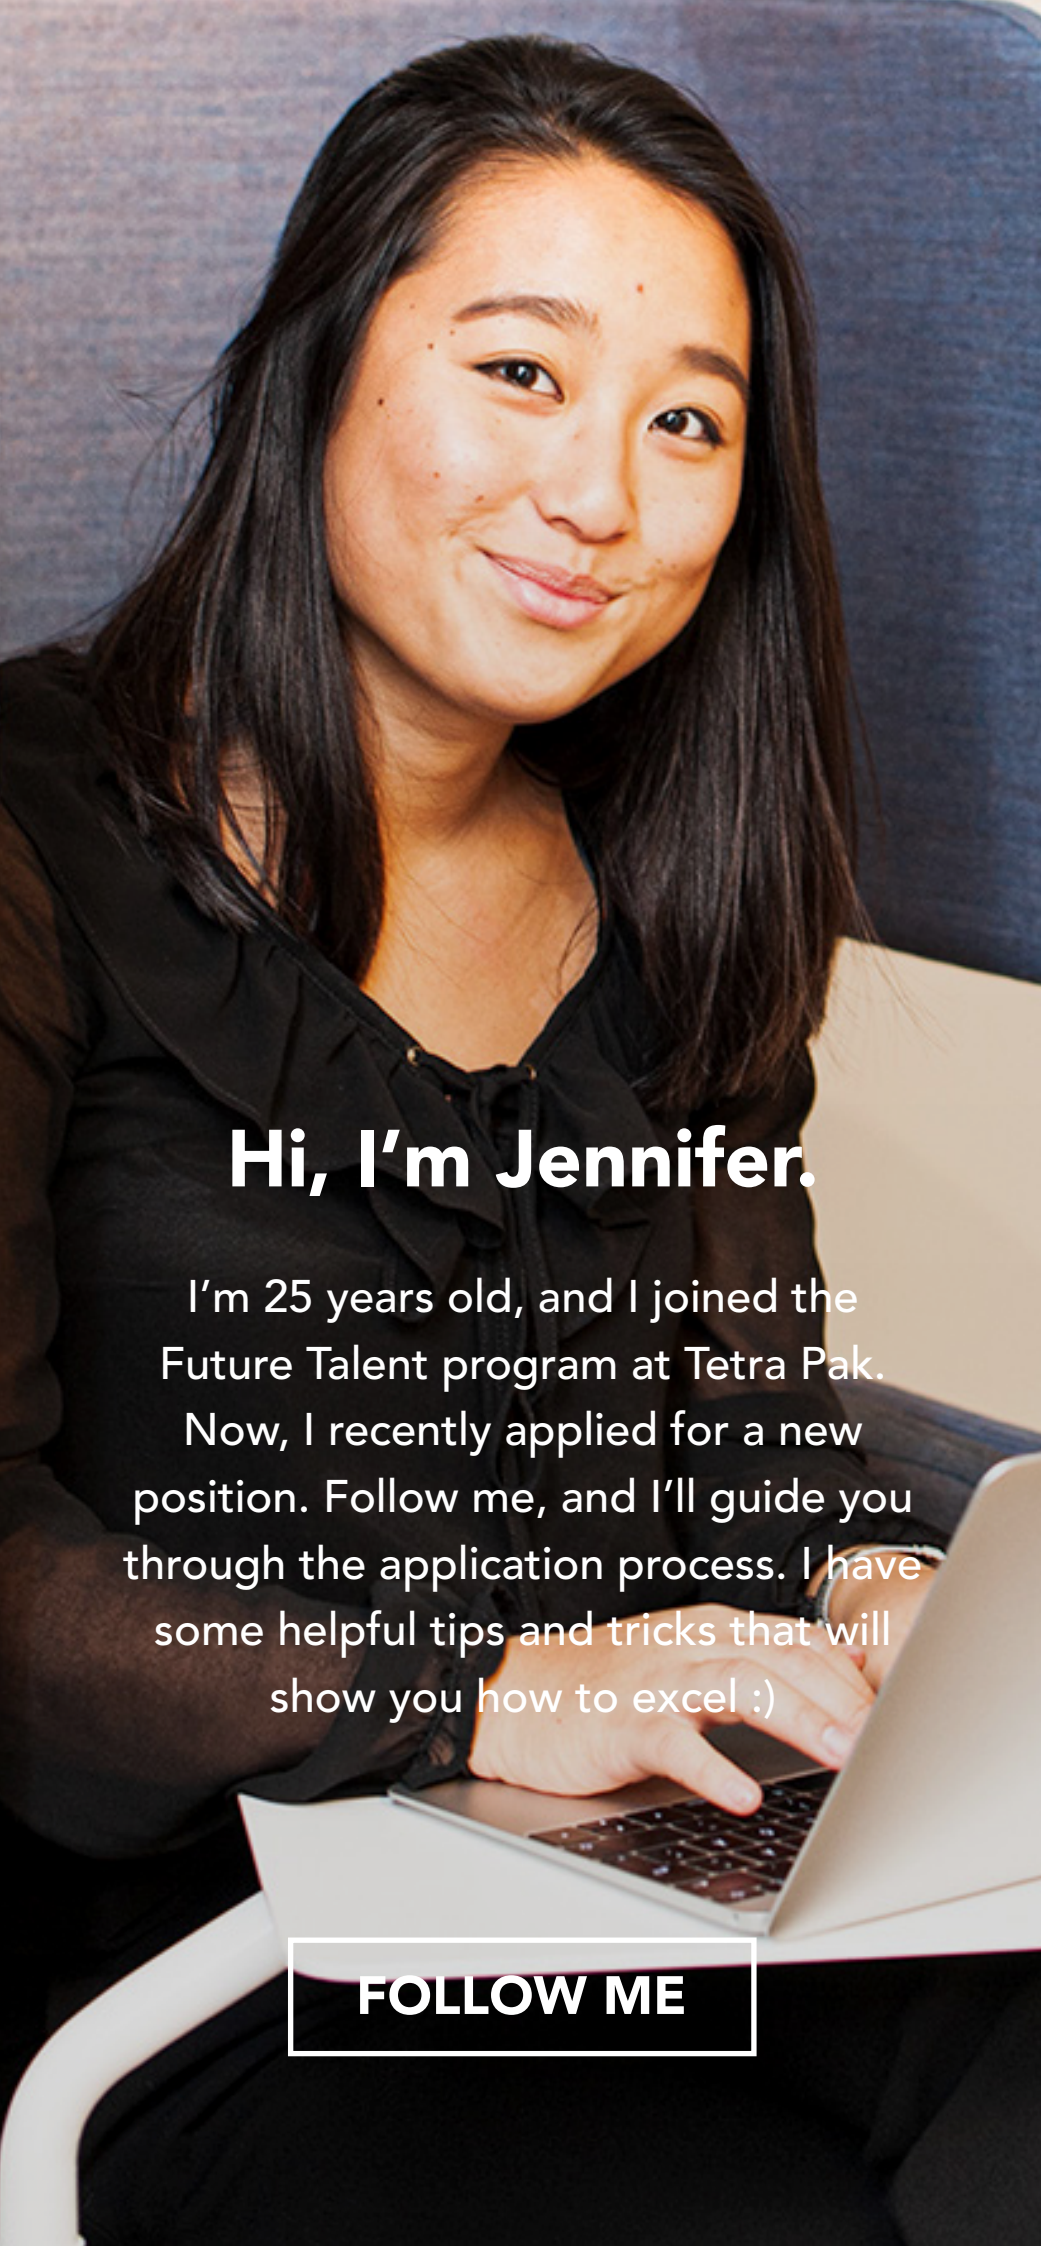 Hi, I’m Jennifer.
I’m 25 years old, and I joined the
Future Talent program at Tetra Pak.
Now, I recently applied for a new
position. Follow me, and I’ll guide you
through the application process. I have
some helpful tips and tricks that will
show you how to excel :)
FOLLOW ME